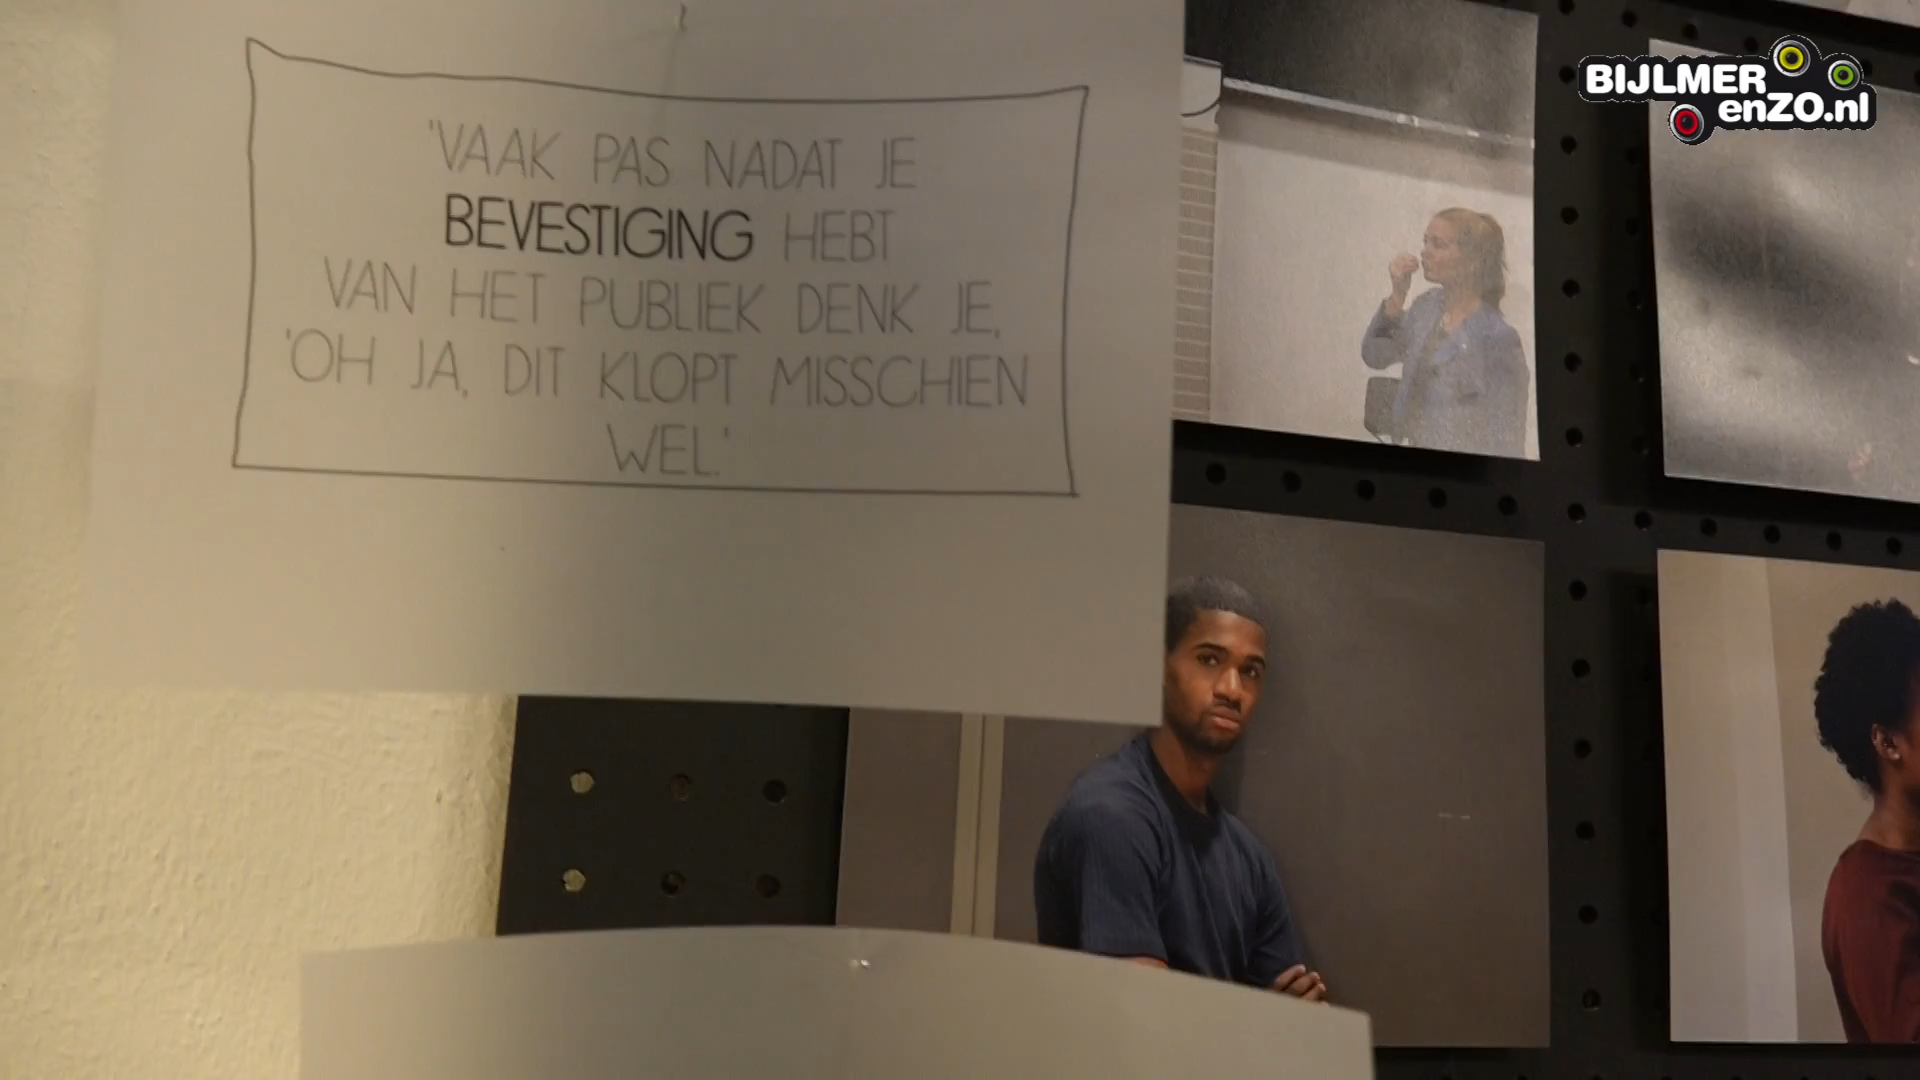 'VAAK PAS NADAT JE
BEVESTIGING HEBT
VAN HET PUBLIEK DENK JE,
'OH JA, DIT KLOPT MISSCHIEN
WEL.'
BIJLMER
enZO.nl